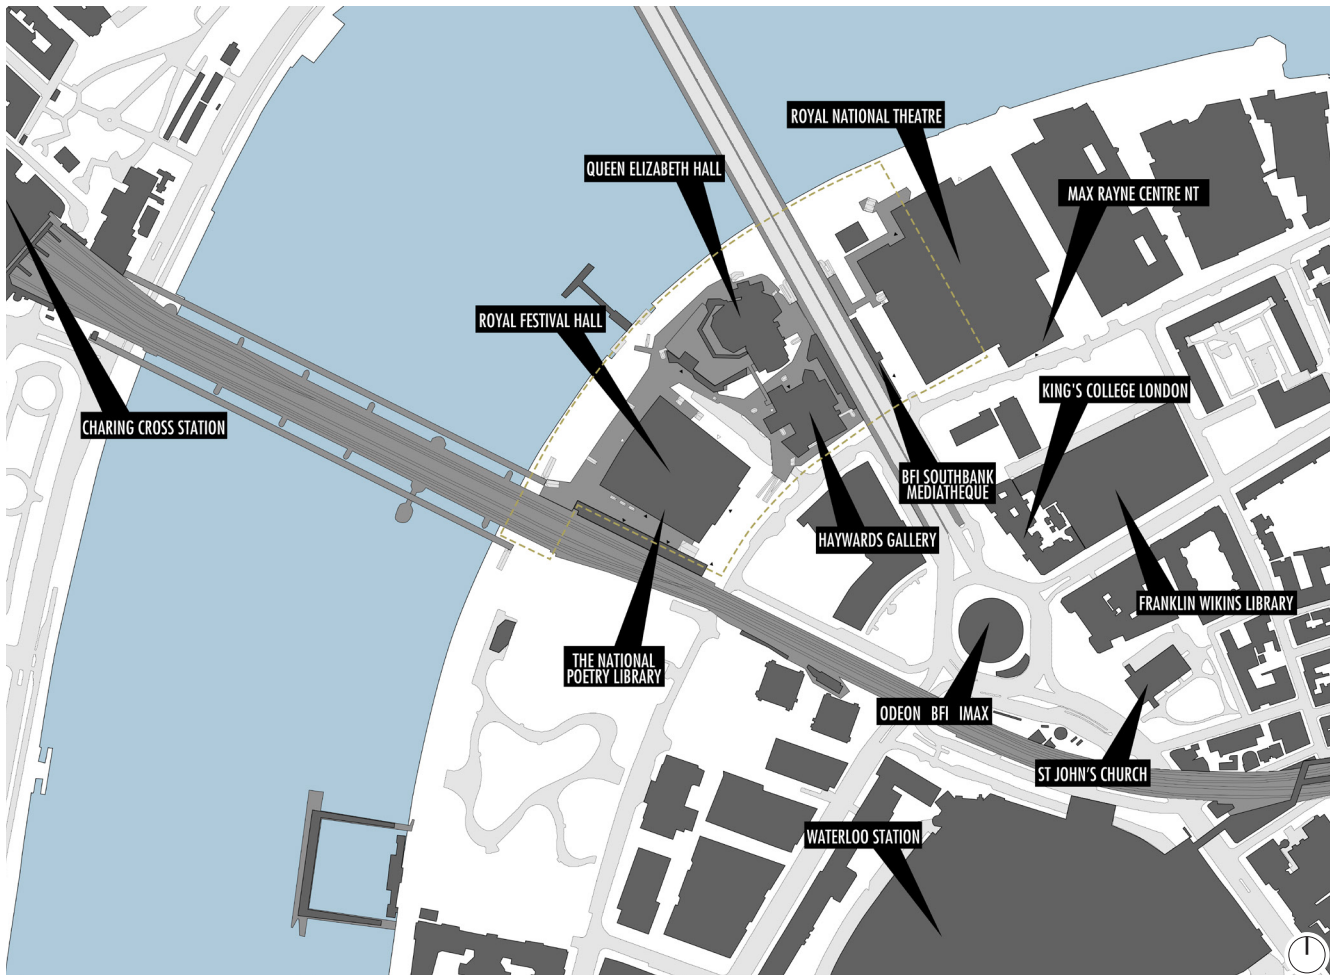 ROYAL NATIONAL THEATRE
QUEEN ELIZABETH HALL
MAX RAYNE CENTRE NT
ROYAL FESTIVAL HALL
KING'S COLLEGE LONDON
CHARING CROSS STATION
BFI SOUTHBANK
MEDIATHEQUE
HAYWARDS GALLERY
FRANKLIN WIKINS LIBRARY
THE NATIONAL
POETRY LIBRARY
ODEON BFI IMAX
ST JOHN'S CHURCH
WATERLOO STATION